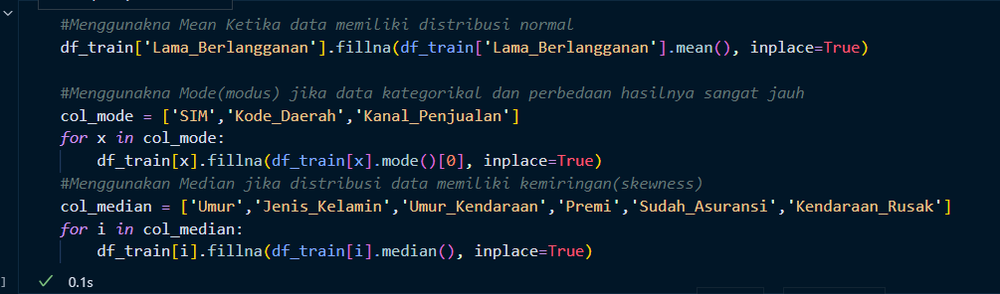 #Menggunakna Mean Ketika data memiliki distribusi normal
df_train['Lama_Berlangganan'].fillna(df_train['Lama_Berlangganan'].mean(), inplace=True)
#Menggunakna Mode(modus) jika data kategorikal dan perbedaan hasilnya sangat jauh
col_mode = ['SIM','Kode_Daerah','Kanal_Penjualan']
for x in col_mode:
df_train[x].fillna(df_train[x].mode()[0], inplace=True)
#Menggunakan Median jika distribusi data memiliki kemiringan(skewness)
col_median = ['Umur','Jenis_Kelamin','Umur_Kendaraan','Premi','Sudah_Asuransi','Kendaraan_Rusak']
for i in col_median:
df_train[i].fillna(df_train[i].median(), inplace=True)
] ✓ 0.1s